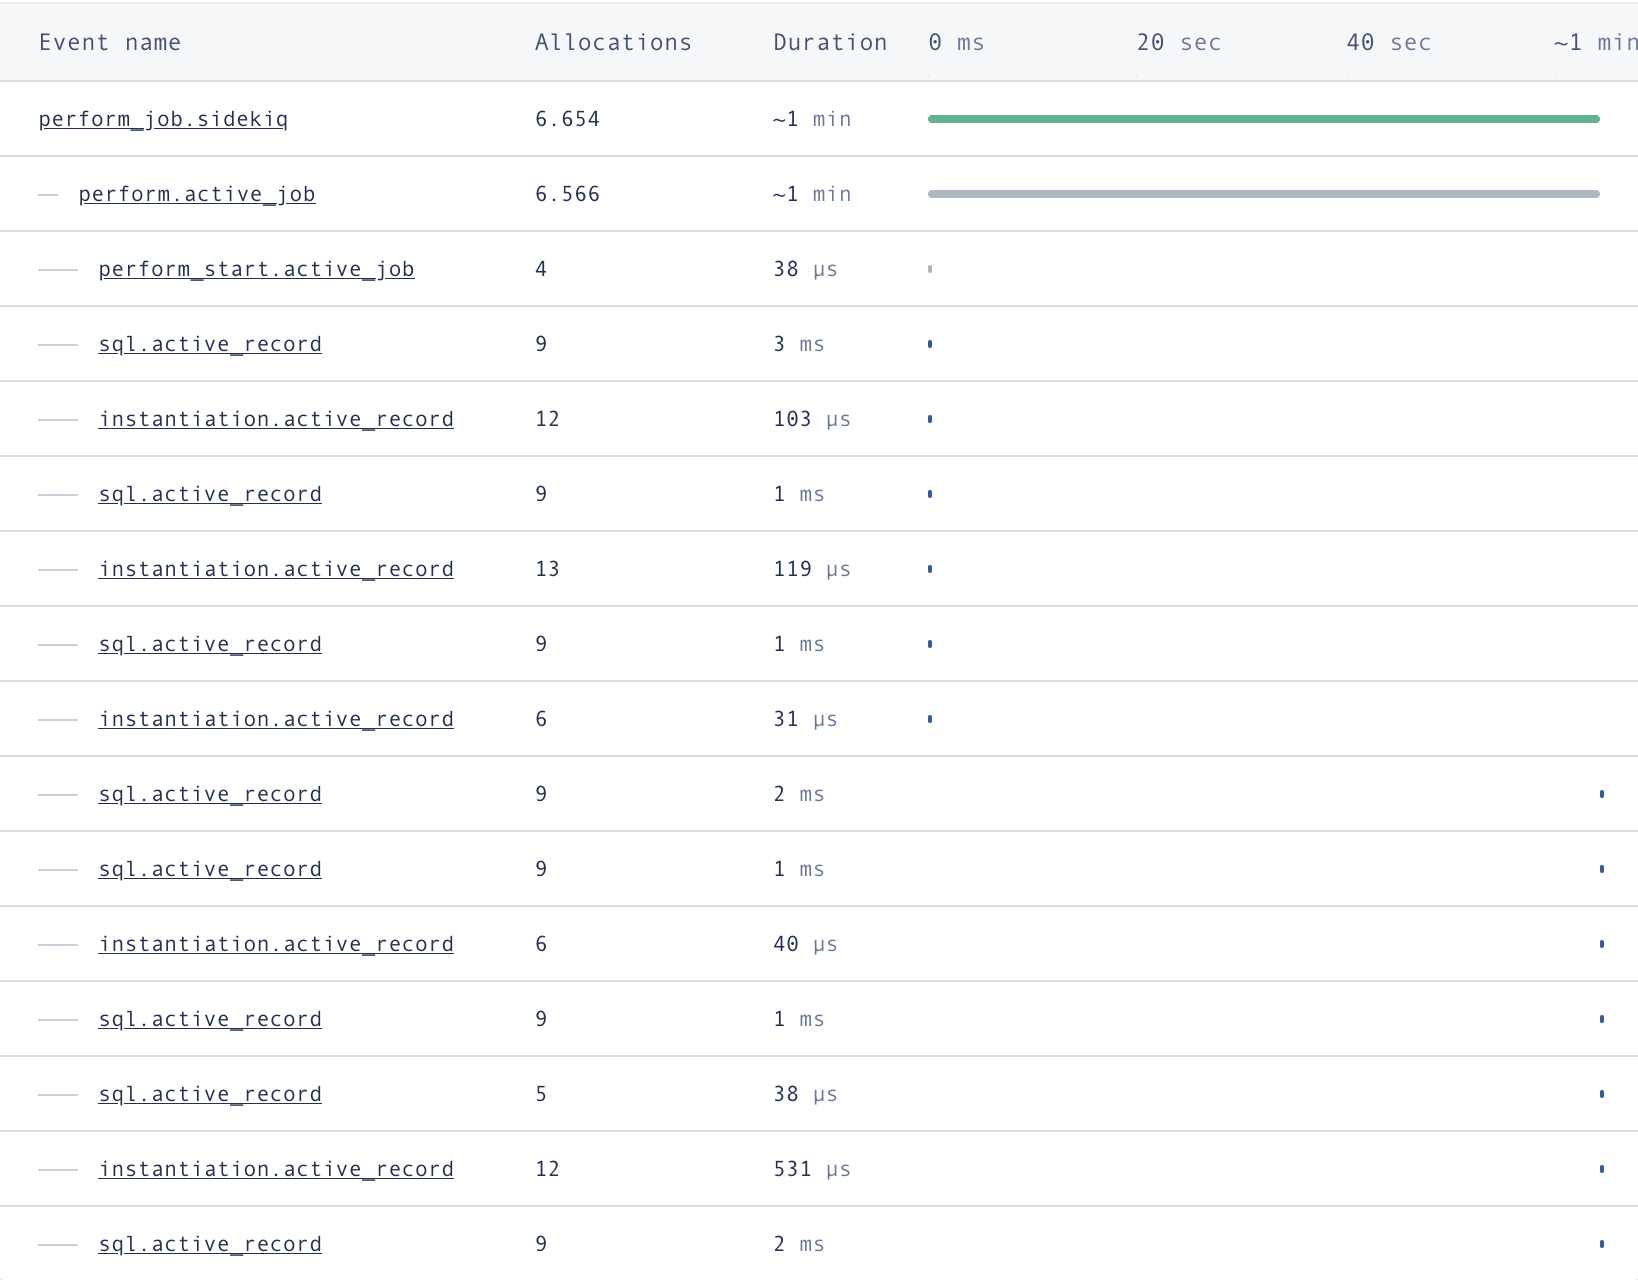 Event name Allocations Duration 0 ms 20 sec 40 sec ~1 min
perform_job.sidekiq 6.654 ~1 min
perform.active_job 6.566 ~1 min
perform_start.active_job 4 38 µs
sql.active_record 9 3 ms
instantiation.active_record 12 103 µs
sql.active_record 9 1 ms
instantiation.active_record 13 119 µs
sql.active_record 9 1 ms
instantiation.active_record 6 31 µs
sql.active_record 9 2 ms
sql.active_record 9 1 ms
instantiation.active_record 6 40 µs
sql.active_record 9 1 ms
sql.active_record 5 38 µs
instantiation.active_record 12 531 µs
sql.active_record 9 2 ms